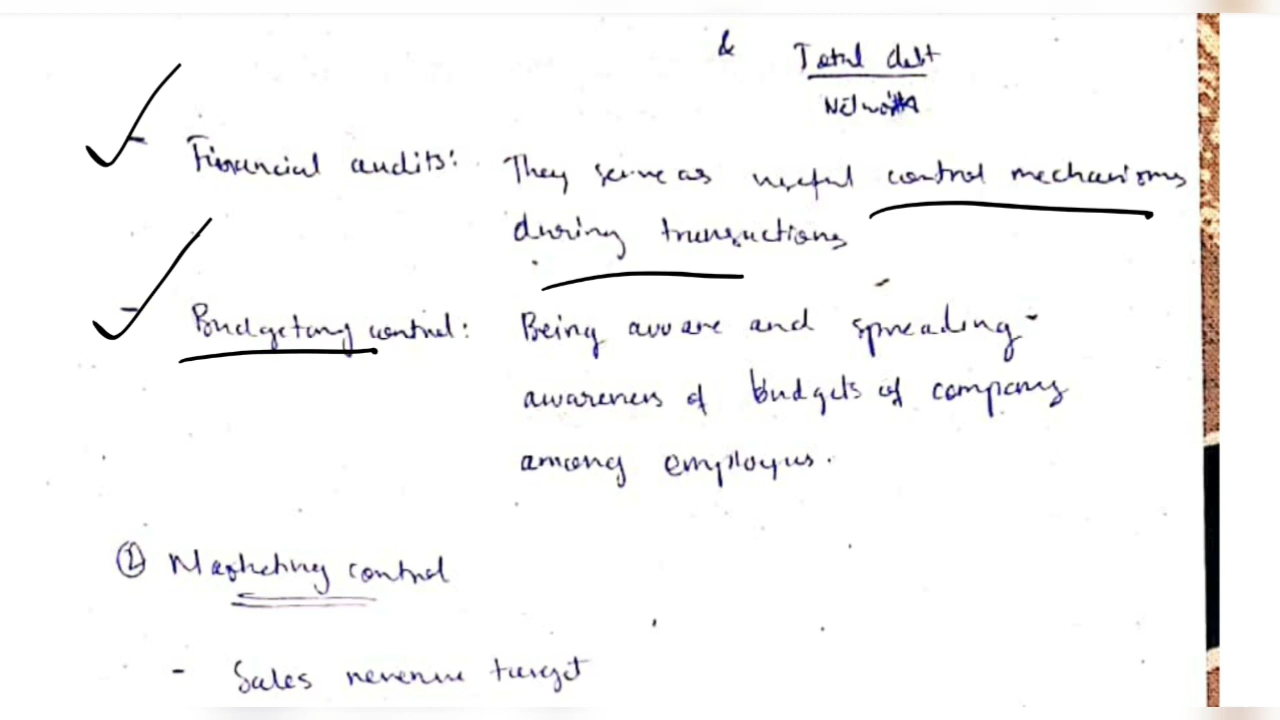 & Total debt
Networth
- Financial audits: They serve as useful control mechanisms
during transactions
- Budgetary control: Being aware and spreading
awareness of budgets of company
among employees.
② Marketing control
- Sales revenue target